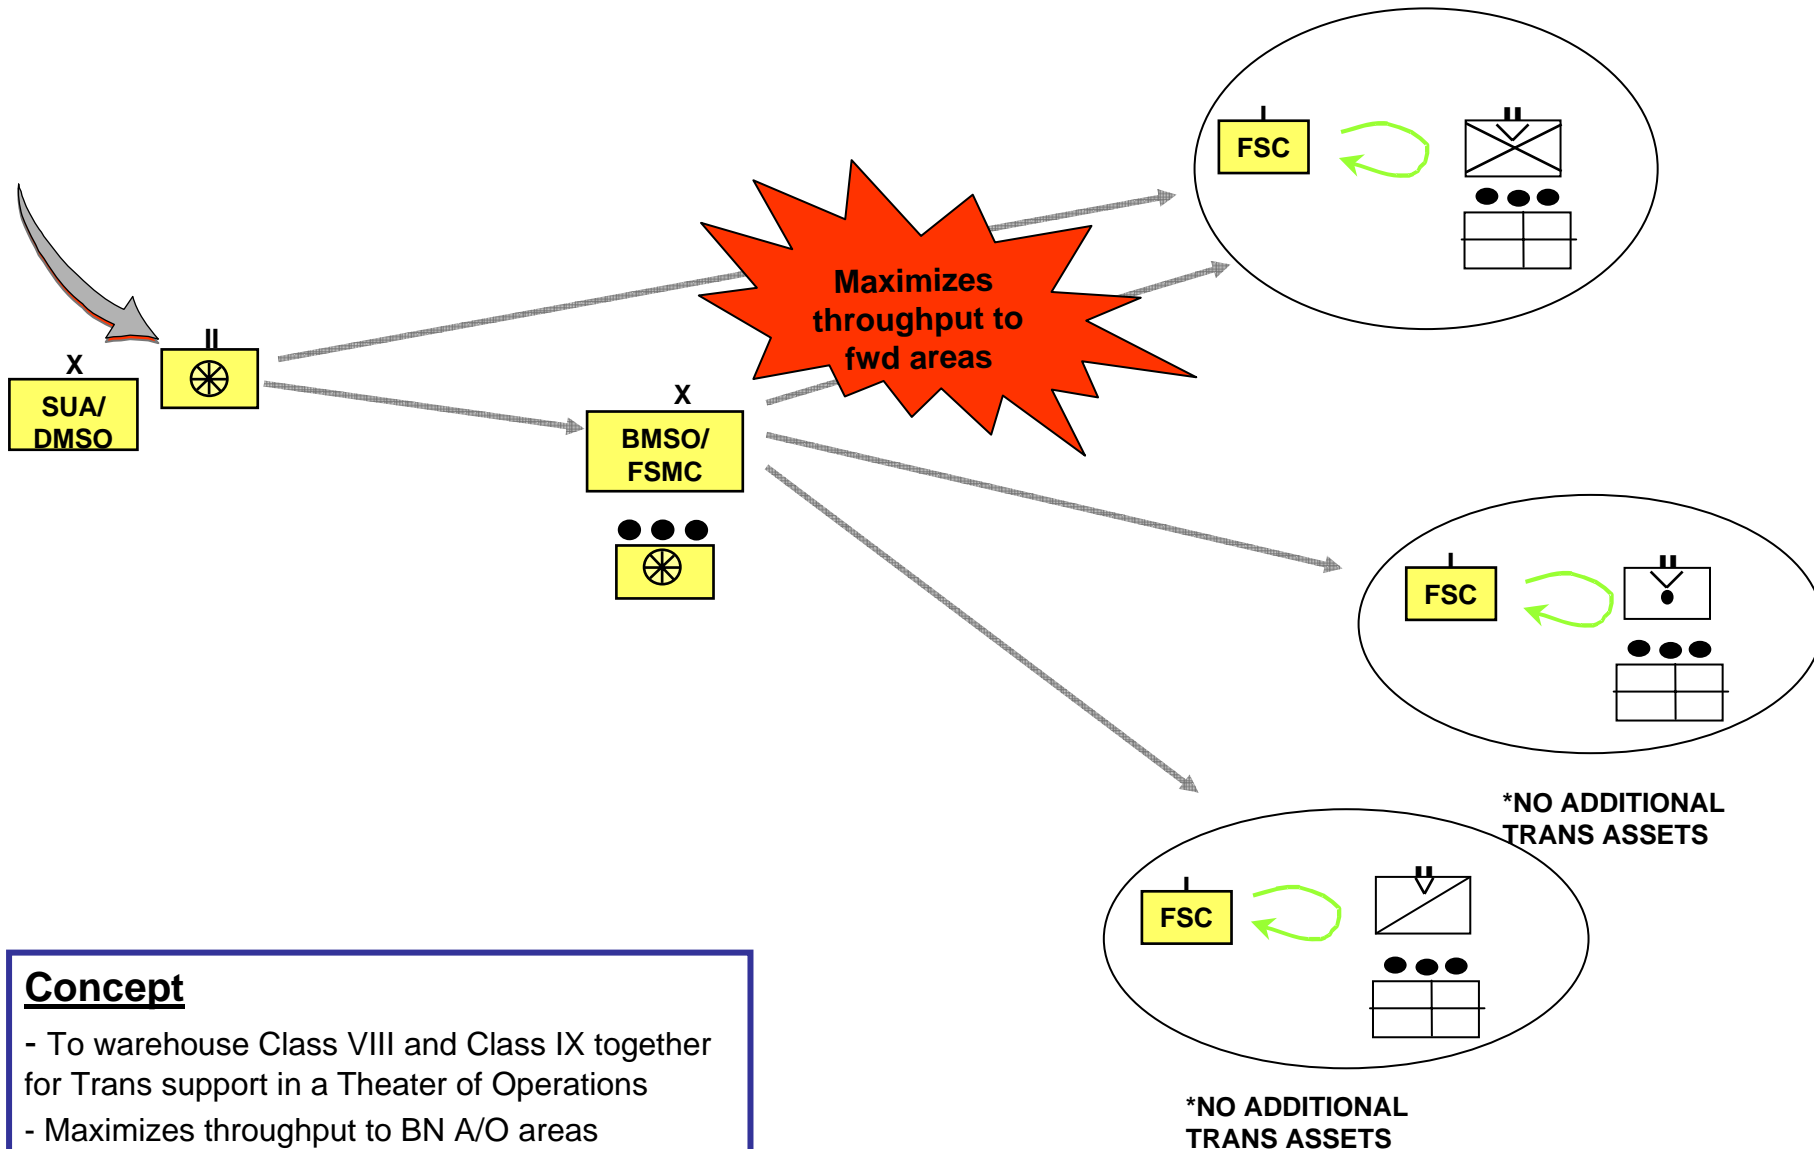 FSC
Maximizes
throughput to
fwd areas
X
SUA/
DMSO
X
BMSO/
FSMC
FSC
*NO ADDITIONAL
TRANS ASSETS
FSC
Concept
- To warehouse Class VIII and Class IX together
for Trans support in a Theater of Operations
- Maximizes throughput to BN A/O areas
*NO ADDITIONAL
TRANS ASSETS